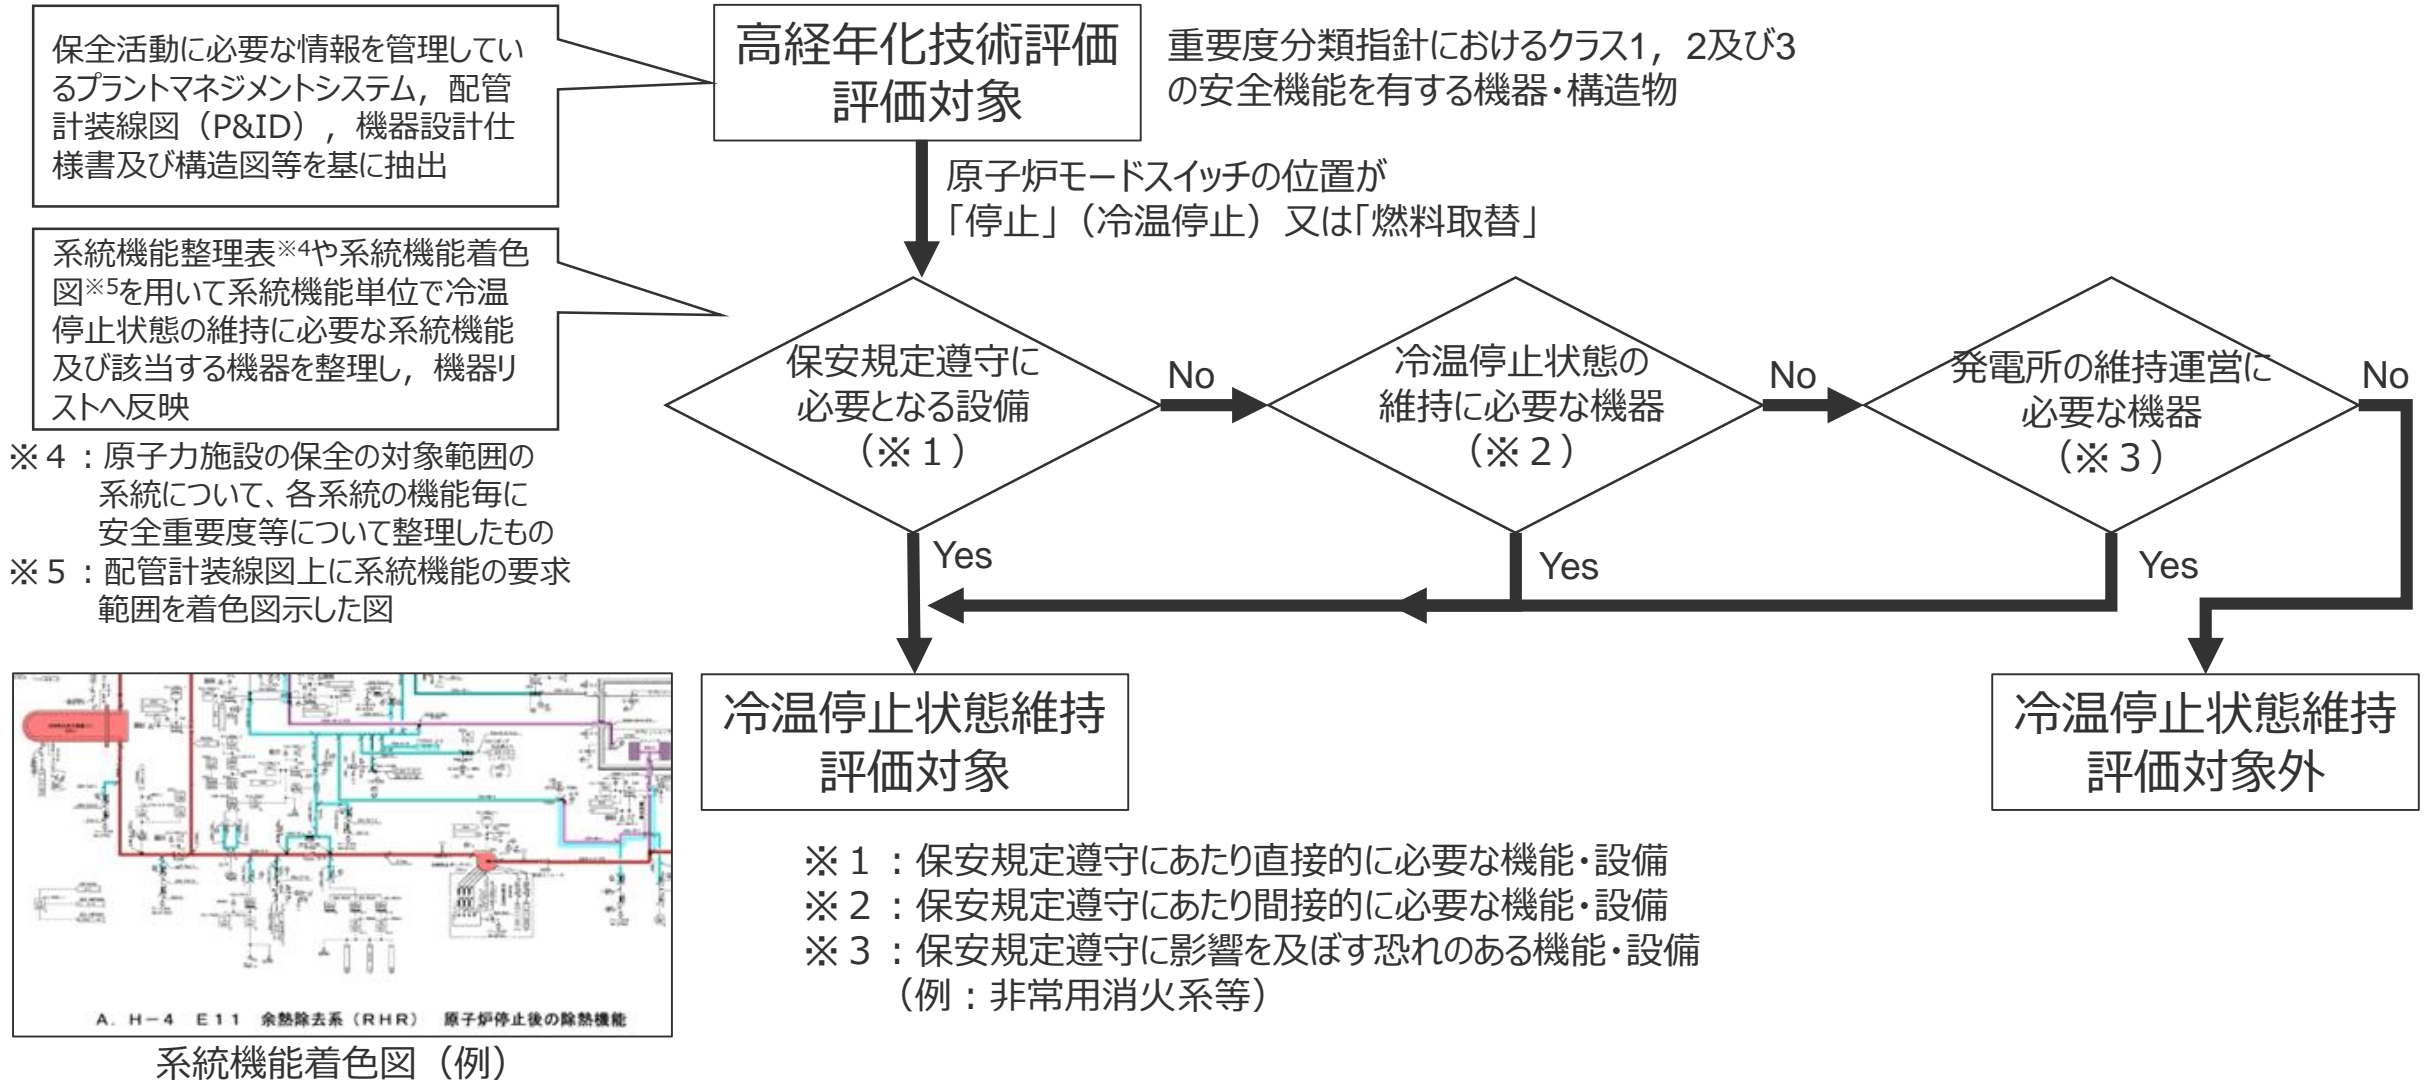 保全活動に必要な情報を管理してい
るプラントマネジメントシステム，配管
計装線図（P&ID），機器設計仕
様書及び構造図等を基に抽出
高経年化技術評価
評価対象
重要度分類指針におけるクラス1，2及び3
の安全機能を有する機器・構造物
原子炉モードスイッチの位置が
「停止」（冷温停止）又は「燃料取替」
系統機能整理表※4や系統機能着色
図※5を用いて系統機能単位で冷温
停止状態の維持に必要な系統機能
及び該当する機器を整理し，機器リ
ストへ反映
※４：原子力施設の保全の対象範囲の
系統について、各系統の機能毎に
安全重要度等について整理したもの
※５：配管計装線図上に系統機能の要求
範囲を着色図示した図
保安規定遵守に
必要となる設備
（※１）
No
冷温停止状態の
維持に必要な機器
（※２）
No
発電所の維持運営に
必要な機器
（※３）
No
Yes
Yes
Yes
冷温停止状態維持
評価対象
冷温停止状態維持
評価対象外
※１：保安規定遵守にあたり直接的に必要な機能・設備
※２：保安規定遵守にあたり間接的に必要な機能・設備
※３：保安規定遵守に影響を及ぼす恐れのある機能・設備
（例：非常用消火系等）
A．H－4　E11　余熱除去系（RHR）　原子炉停止後の除熱機能
系統機能着色図（例）